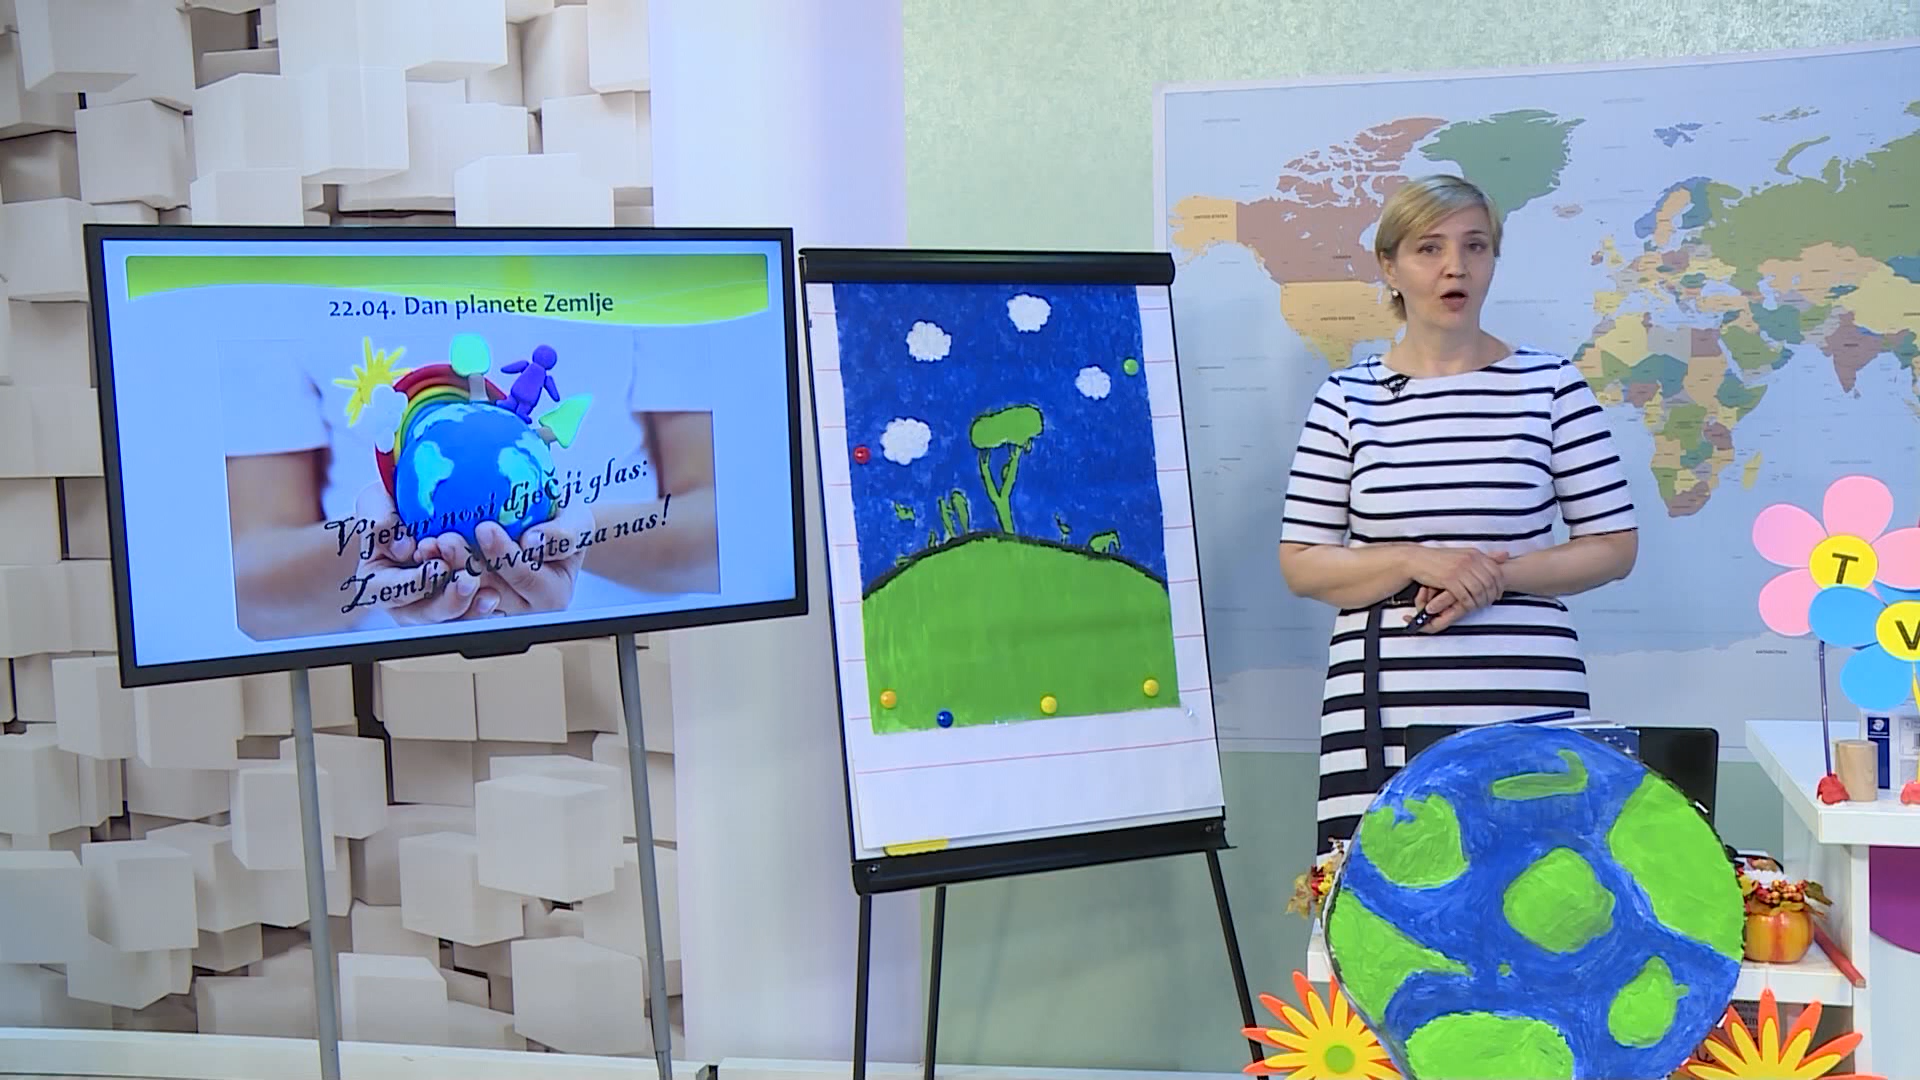 22.04. Dan planete Zemlje
Vjetar nosi dječji glas:
Zemlju čuvajte za nas!
T
V